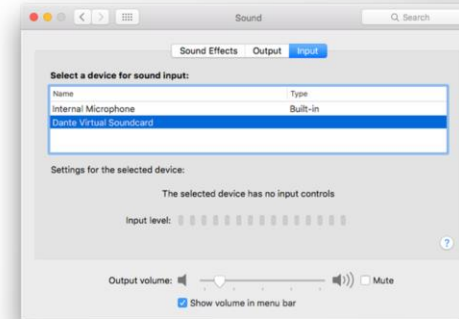 Sound
Search
Sound Effects Output Input
Select a device for sound input:
Name Type
Internal Microphone Built-in
Dante Virtual Soundcard
Settings for the selected device:
The selected device has no input controls
Input level:
?
Output volume: Mute
Show volume in menu bar